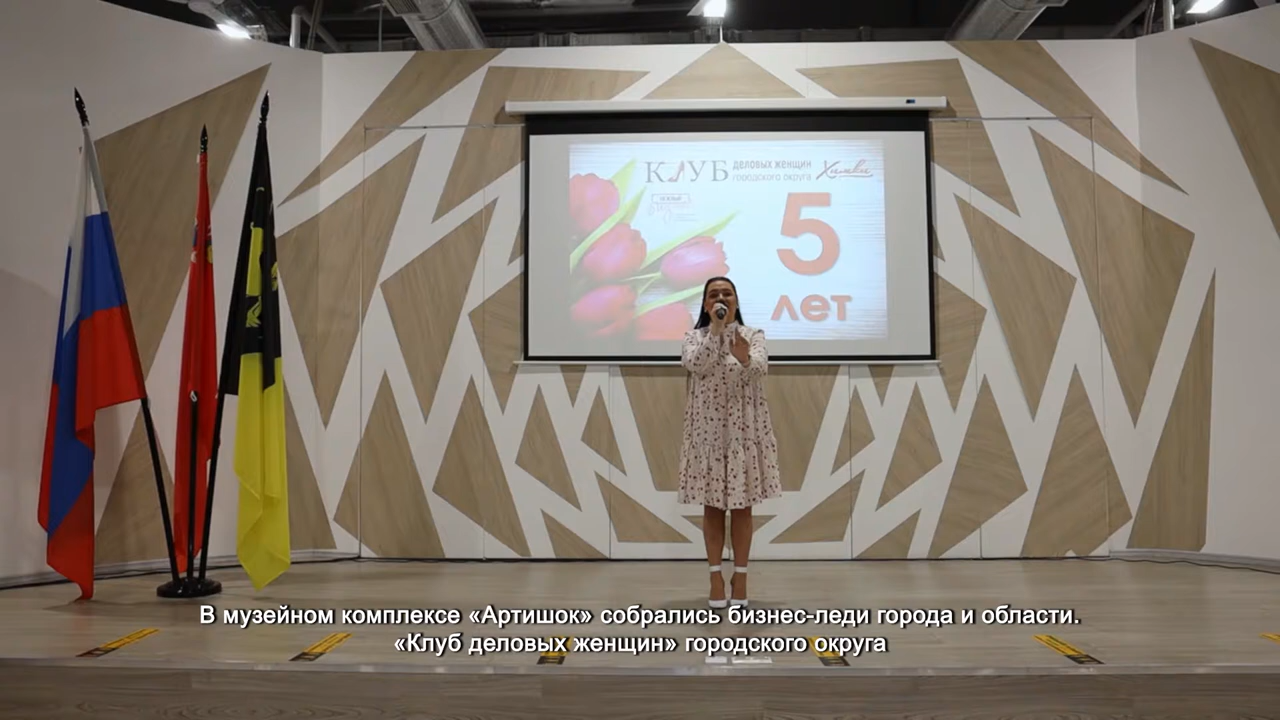 КЛУБ
ДЕЛОВЫХ ЖЕНЩИН
городского округа
Химки
5
лет
В музейном комплексе «Артишок» собрались бизнес-леди города и области.
«Клуб деловых женщин» городского округа